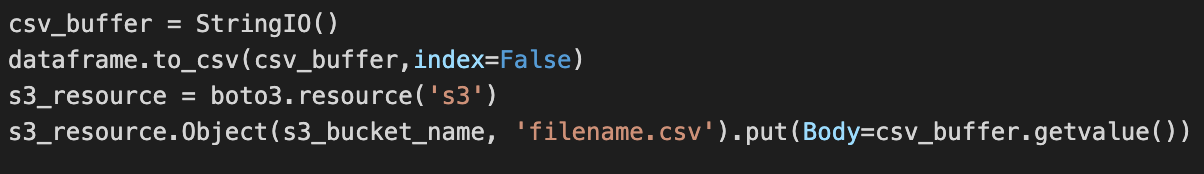 csv_buffer = StringIO()
dataframe.to_csv(csv_buffer,index=False)
s3_resource = boto3.resource('s3')
s3_resource.Object(s3_bucket_name, 'filename.csv').put(Body=csv_buffer.getvalue())